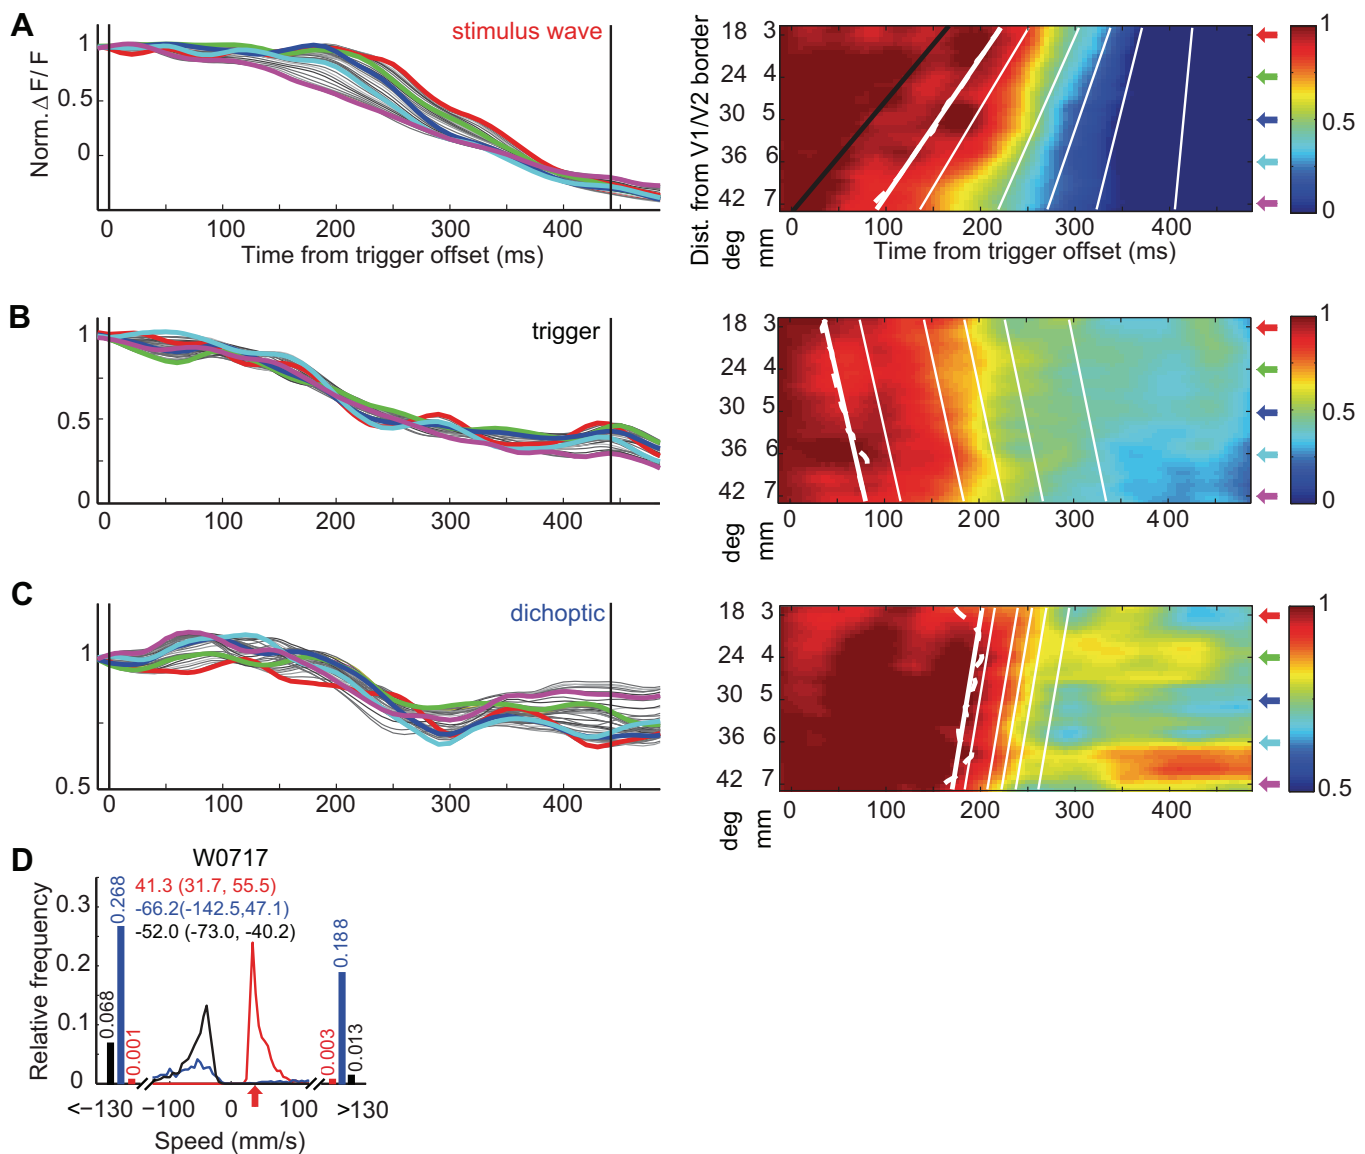 A
stimulus wave
Norm. Δ F/ F
1
0.5
0
0 100 200 300 400
Time from trigger offset (ms)
Dist. from V1/V2 border
18 3
24 4
30 5
36 6
42 7
deg mm
0 100 200 300 400
Time from trigger offset (ms)
1
0.5
0
B
trigger
1
0.5
0
0 100 200 300 400
18 3
24 4
30 5
36 6
42 7
deg mm
0 100 200 300 400
1
0.5
0
C
dichoptic
1
0.5
0 100 200 300 400
18 3
24 4
30 5
36 6
42 7
deg mm
0 100 200 300 400
1
0.5
D
W0717
41.3 (31.7, 55.5)
-66.2(-142.5,47.1)
-52.0 (-73.0, -40.2)
Relative frequency
0.3
0.2
0.1
0
0.068
0.268
0.001
0.003
0.188
0.013
<−130 −100 0 100 >130
Speed (mm/s)